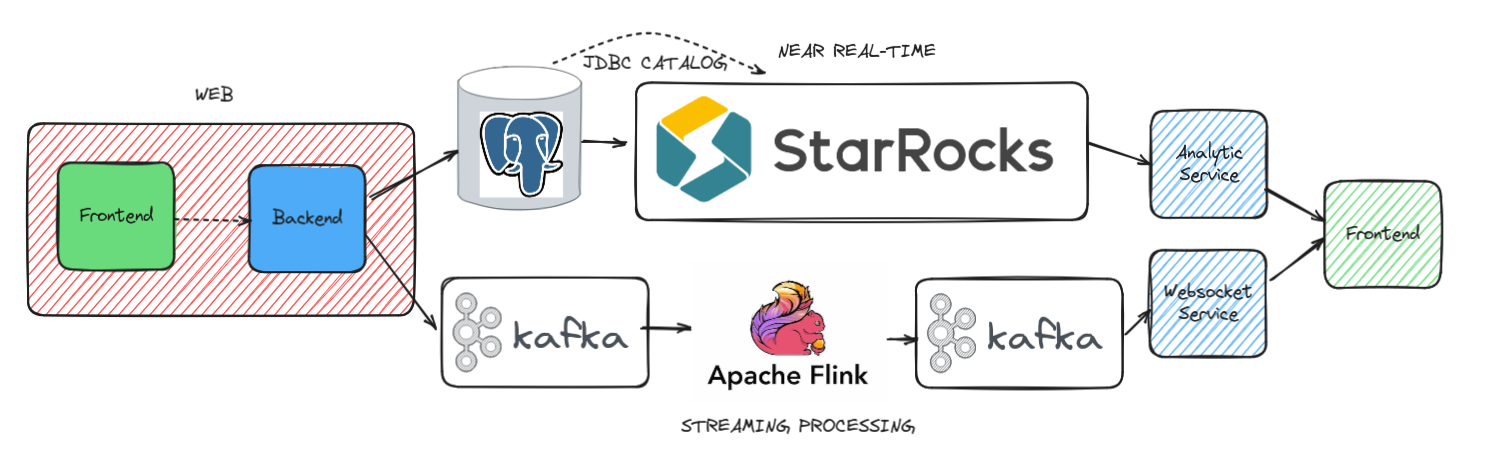 JDBC CATALOG
NEAR REAL-TIME
WEB
StarRocks
Analytic
Service
Frontend
Backend
Frontend
Websocket
Service
kafka
Apache Flink
kafka
STREAMING PROCESSING